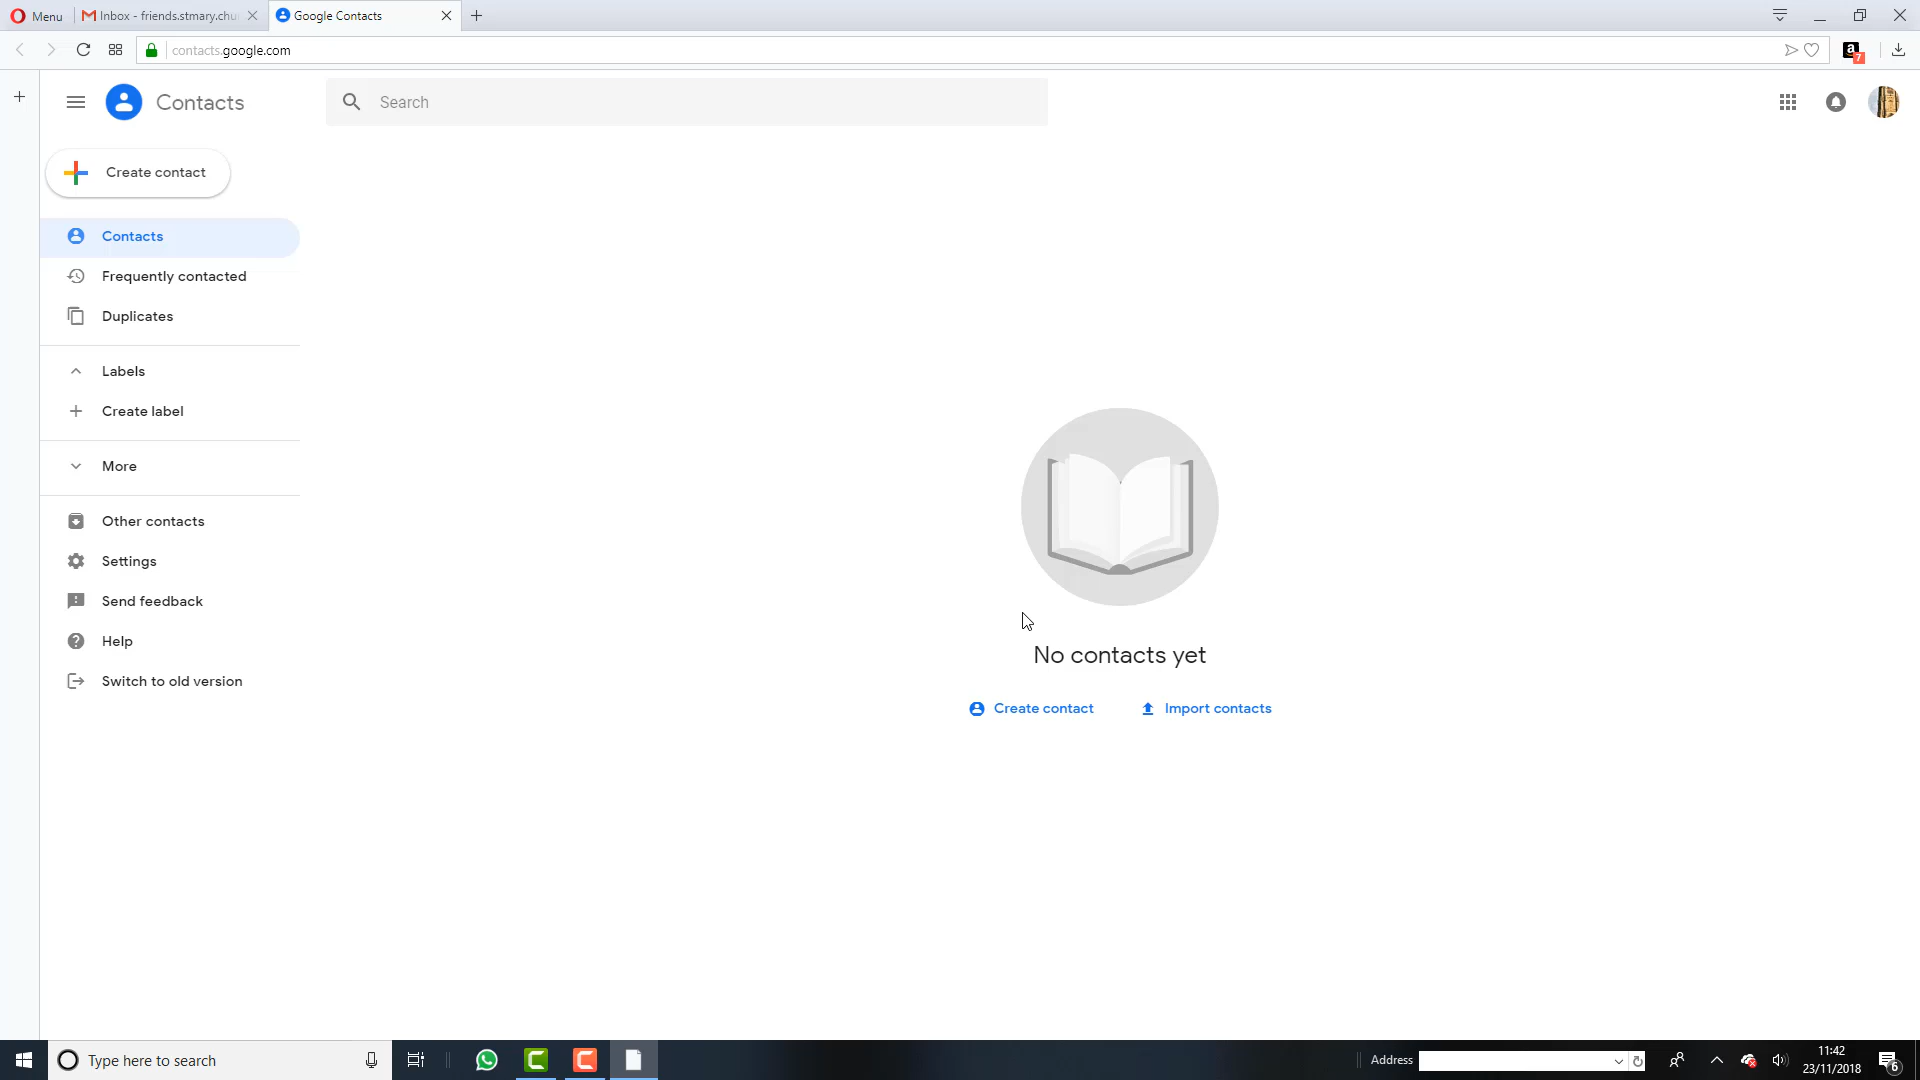 Menu
Inbox - friends.stmary.chu
Google Contacts
contacts.google.com
a
7
Contacts
Search
Create contact
Contacts
Frequently contacted
Duplicates
Labels
Create label
More
Other contacts
Settings
Send feedback
Help
Switch to old version
No contacts yet
Create contact
Import contacts
Type here to search
Address
11:42
23/11/2018
6